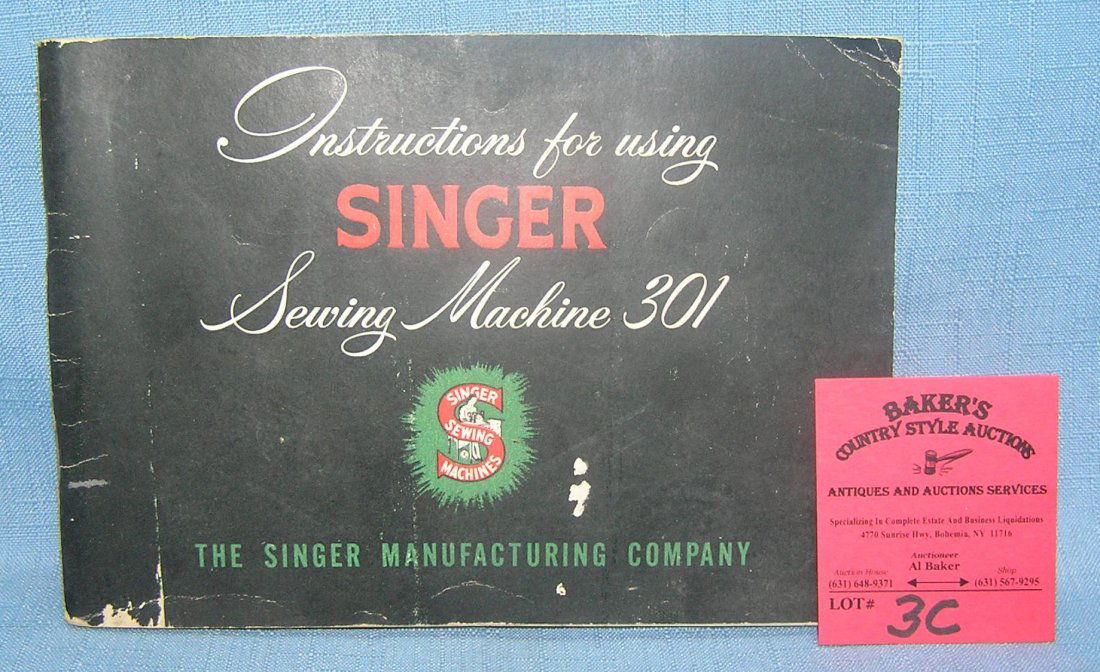 Instructions for using
SINGER
Sewing Machine 301
SINGER
SEWING
MACHINES
THE SINGER MANUFACTURING COMPANY
BAKER'S
COUNTRY STYLE AUCTIONS
ANTIQUES AND AUCTIONS SERVICES
Specializing In Complete Estate And Business Liquidations
4770 Sunrise Hwy, Bohemia, NY 11716
Auctioneer
Al Baker
Auction House
(631) 648-9371
Shop
(631) 567-9295
LOT# 3C